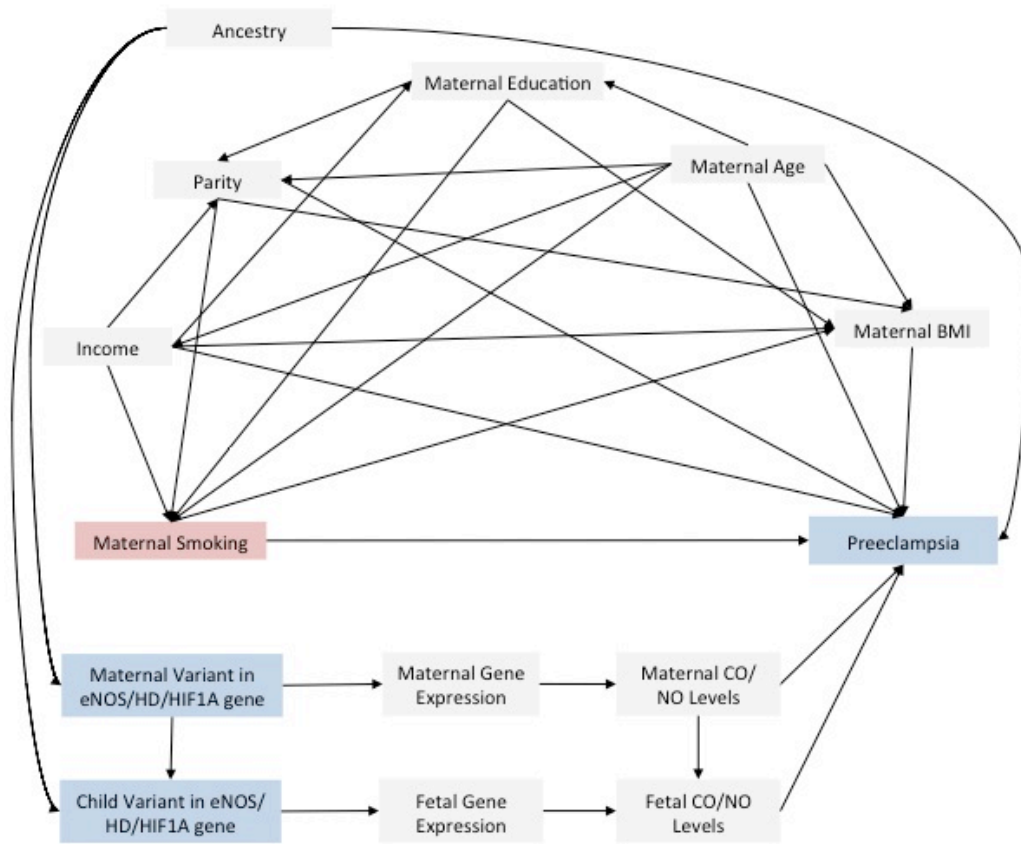 Ancestry
Maternal Education
Maternal Age
Parity
Income
Maternal BMI
Maternal Smoking
Preeclampsia
Maternal Variant in
eNOS/HD/HIF1A gene
Maternal Gene
Expression
Maternal CO/
NO Levels
Child Variant in eNOS/
HD/HIF1A gene
Fetal Gene
Expression
Fetal CO/NO
Levels